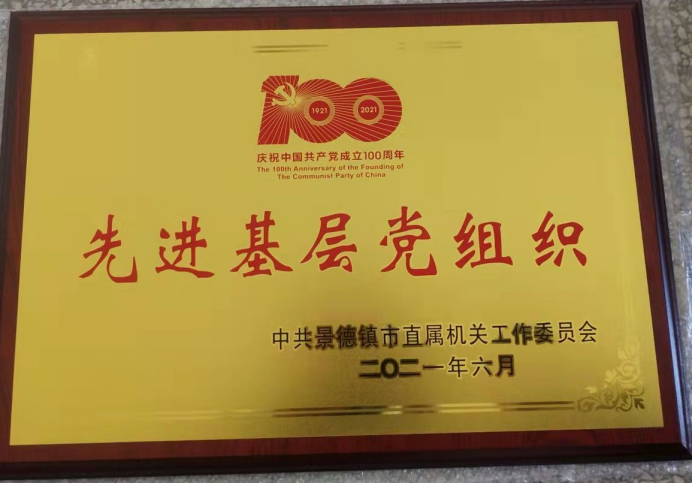 100
1921 2021
庆祝中国共产党成立100周年
The 100th Anniversary of the Founding of
The Communist Party of China
先进基层党组织
中共景德镇市直属机关工作委员会
二〇二一年六月